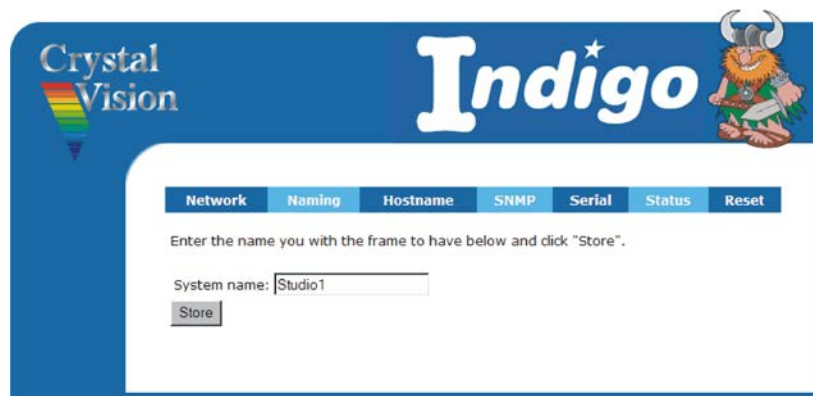 Crystal
Vision
Indigo
Network Naming Hostname SNMP Serial Status Reset
Enter the name you with the frame to have below and click "Store".
System name: Studio1
Store